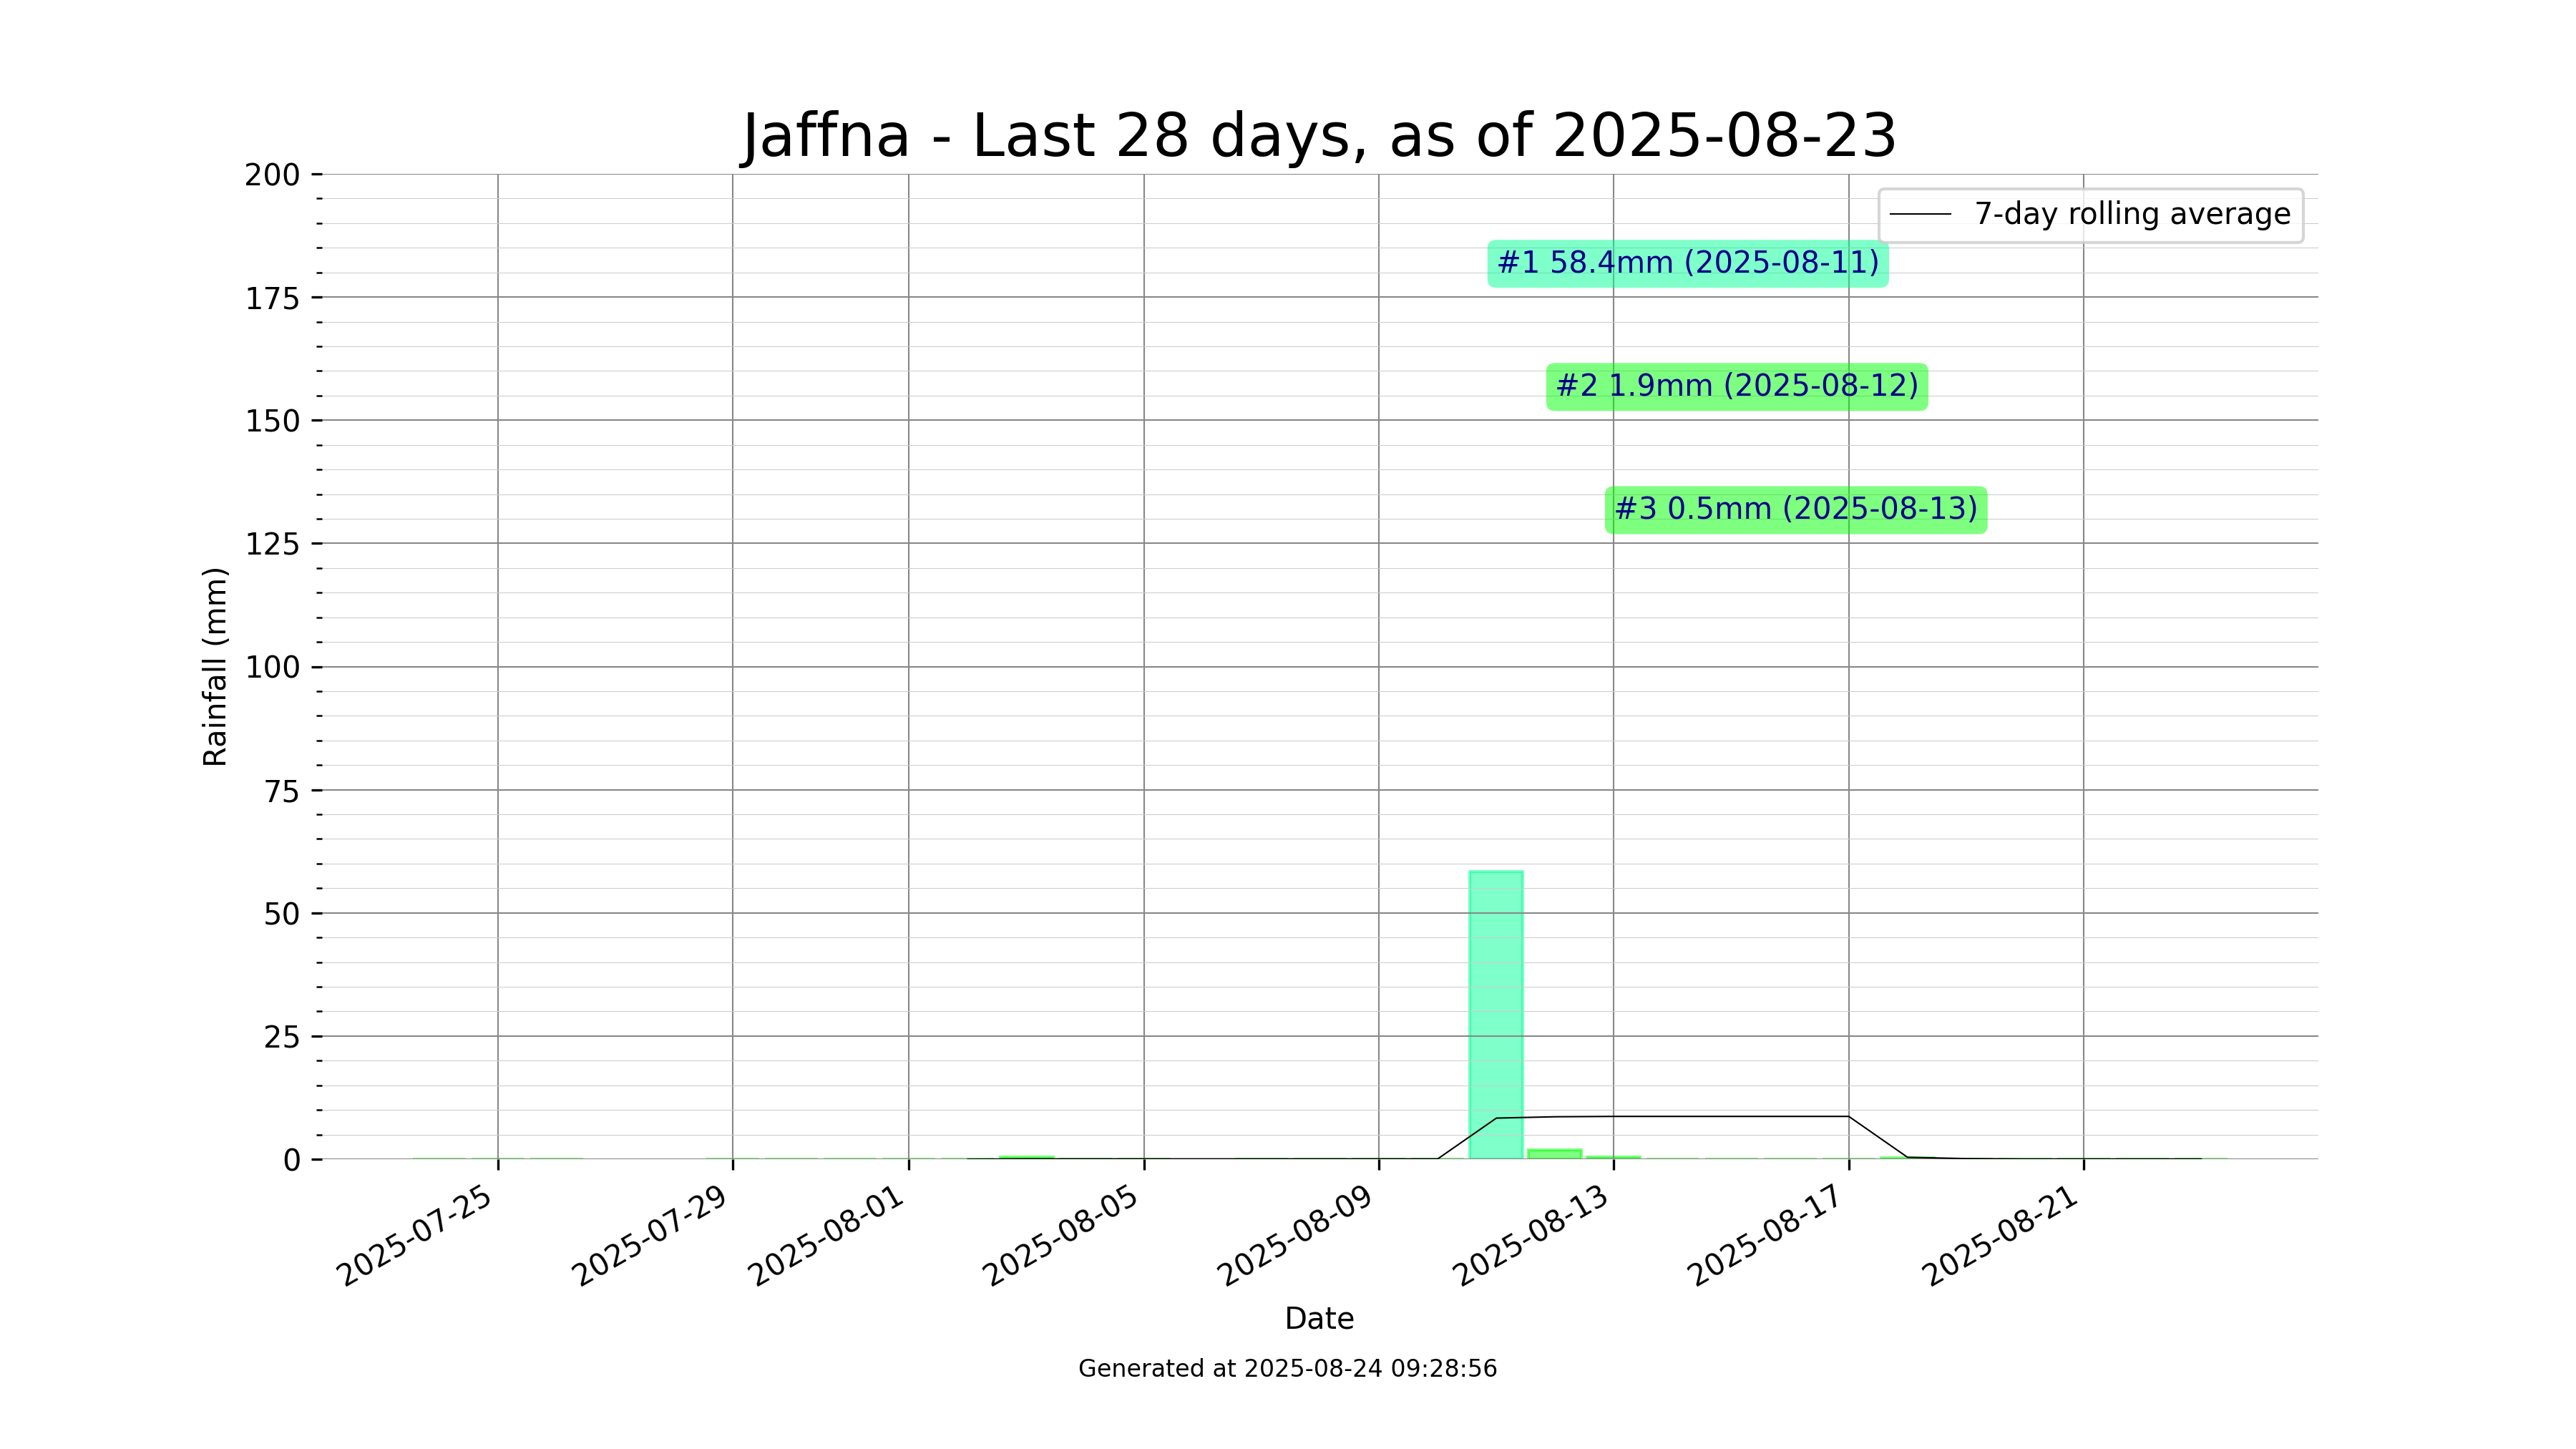 Jaffna - Last 28 days, as of 2025-08-23
200
175
150
125
100
75
50
25
0
Rainfall (mm)
7-day rolling average
#1 58.4mm (2025-08-11)
#2 1.9mm (2025-08-12)
#3 0.5mm (2025-08-13)
2025-07-25
2025-07-29
2025-08-01
2025-08-05
2025-08-09
2025-08-13
2025-08-17
2025-08-21
Date
Generated at 2025-08-24 09:28:56